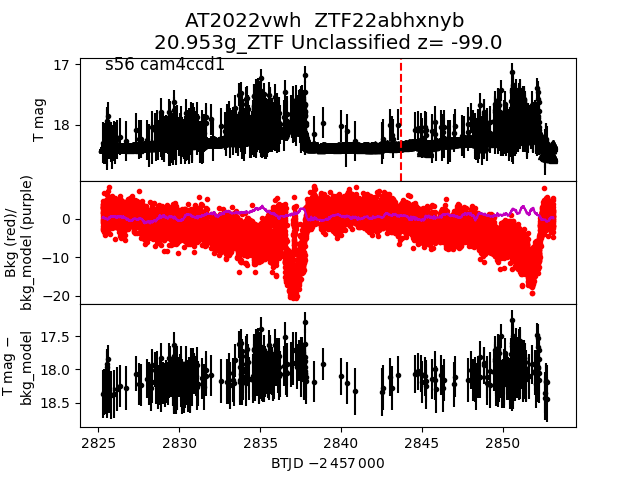 AT2022vwh  ZTF22abhxnyb
20.953g_ZTF Unclassified z= -99.0
s56 cam4ccd1
17
18
T mag
0
−10
−20
Bkg (red)/
bkg_model (purple)
17.5
18.0
18.5
T mag −
bkg_model
2825
2830
2835
2840
2845
2850
BTJD −2 457 000